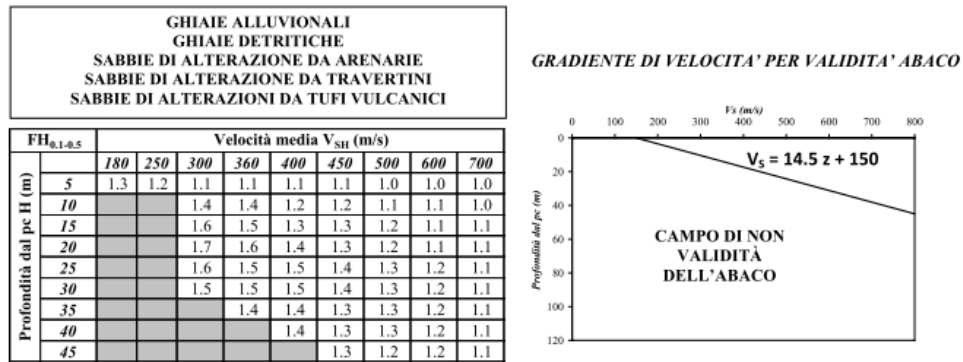 GHIAIE ALLUVIONALI
GHIAIE DETRITICHE
SABBIE DI ALTERAZIONE DA ARENARIE
SABBIE DI ALTERAZIONE DA TRAVERTINI
SABBIE DI ALTERAZIONI DA TUFI VULCANICI
FH0.1-0.5 Velocità media VSH (m/s)
180 250 300 360 400 450 500 600 700
Profondità dal pc H (m)
5 1.3 1.2 1.1 1.1 1.1 1.1 1.0 1.0 1.0
10 1.4 1.4 1.2 1.2 1.1 1.1 1.0
15 1.6 1.5 1.3 1.3 1.2 1.1 1.1
20 1.7 1.6 1.4 1.3 1.2 1.1 1.1
25 1.6 1.5 1.5 1.4 1.3 1.2 1.1
30 1.5 1.5 1.5 1.4 1.3 1.2 1.1
35 1.4 1.4 1.3 1.3 1.2 1.1
40 1.4 1.3 1.3 1.2 1.1
45 1.3 1.2 1.2 1.1
GRADIENTE DI VELOCITA' PER VALIDITA' ABACO
Vs (m/s)
0 100 200 300 400 500 600 700 800
0
20
40
60
80
100
120
Profondità dal pc (m)
VS = 14.5 z + 150
CAMPO DI NON
VALIDITÀ
DELL'ABACO